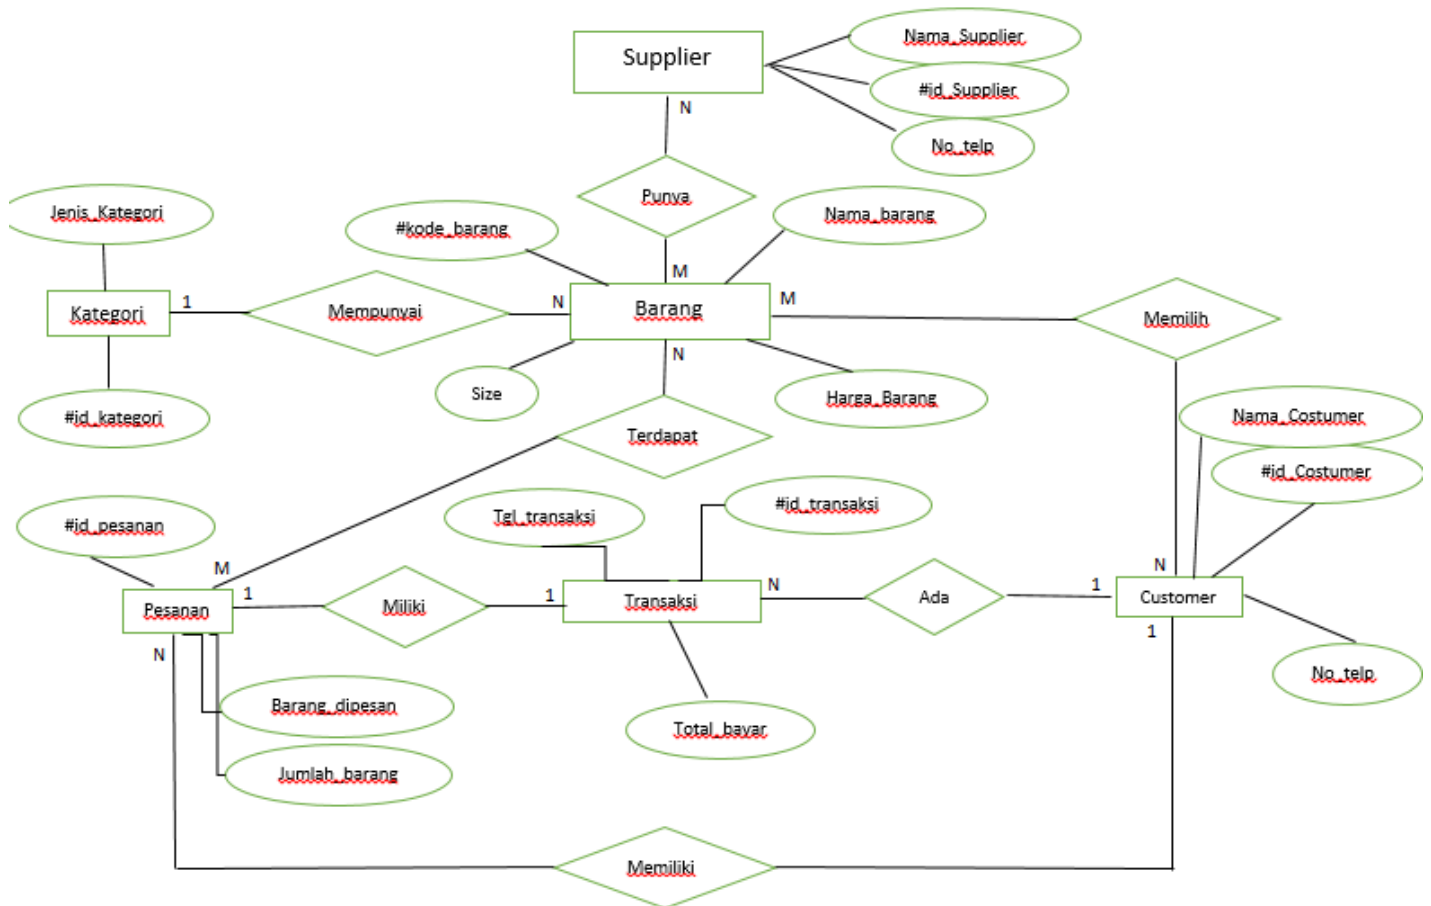 Supplier
Nama_Supplier
#id_Supplier
No_telp
N
Punya
Jenis_Kategori
#kode_barang
Nama_barang
M
Kategori
1
Mempunyai
N
Barang
M
Memilih
Size
N
Harga_Barang
#id_kategori
Terdapat
Nama_Costumer
#id_Costumer
#id_pesanan
Tgl_transaksi
#id_transaksi
M
N
Pesanan
1
Miliki
1
Transaksi
N
Ada
1
Customer
N
1
No_telp
Barang_dipesan
Total_bayar
Jumlah_barang
Memiliki